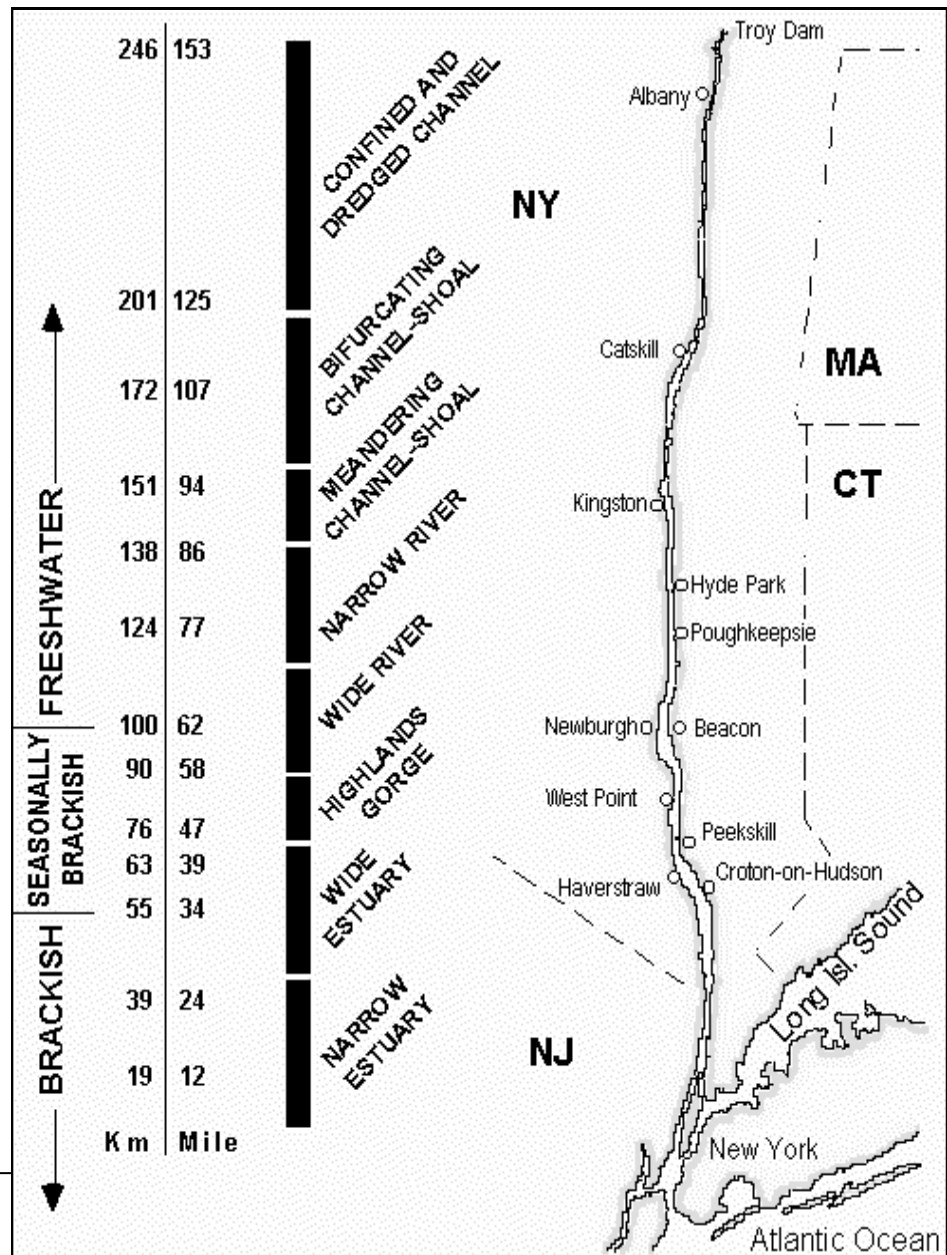 Troy Dam
246 153
Albany
CONFINED AND
DREDGED CHANNEL
NY
201 125
BIFURCATING
CHANNEL-SHOAL
Catskill
MA
172 107
MEANDERING
CHANNEL-SHOAL
151 94
CT
Kingston
138 86
NARROW RIVER
Hyde Park
124 77
Poughkeepsie
FRESHWATER
WIDE RIVER
100 62
Newburgh
Beacon
90 58
HIGHLANDS
GORGE
SEASONALLY
BRACKISH
West Point
76 47
Peekskill
63 39
Haverstraw
Croton-on-Hudson
WIDE
ESTUARY
55 34
Long Isl. Sound
BRACKISH
39 24
NARROW
ESTUARY
NJ
19 12
Km Mile
New York
Atlantic Ocean